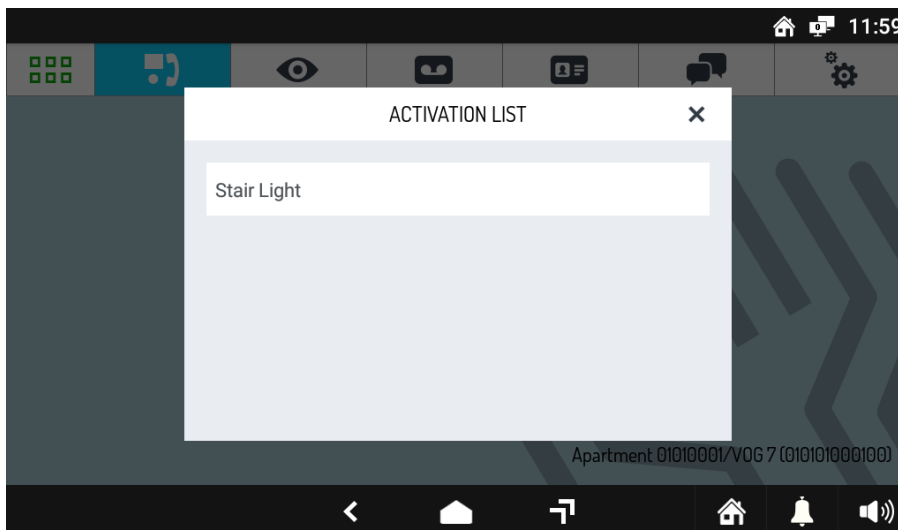 11:59
ACTIVATION LIST
Stair Light
Apartment 01010001/VOG 7 (010101000100)